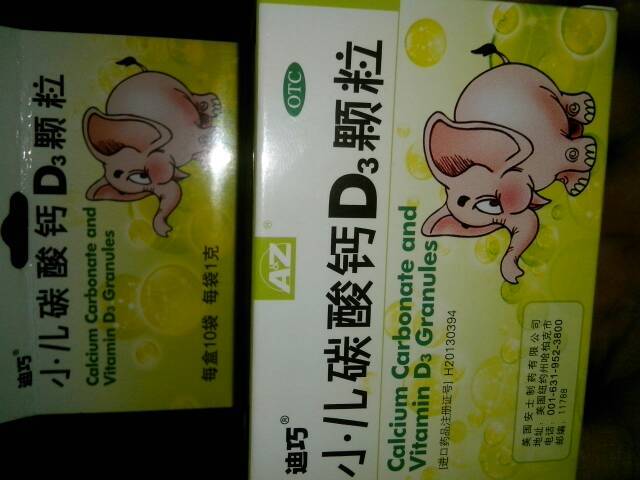 迪巧®
小·儿碳酸钙D₃颗粒
Calcium Carbonate and
Vitamin D₃ Granules
每盒10袋 每袋1克
OTC
A&Z®
迪巧®
小·儿碳酸钙D₃颗粒
Calcium Carbonate and
Vitamin D₃ Granules
[进口药品注册证号] H20130394
美国安士制药有限公司
地址：美国纽约州哈柏克市
电话：001-631-952-3800
邮编：11788